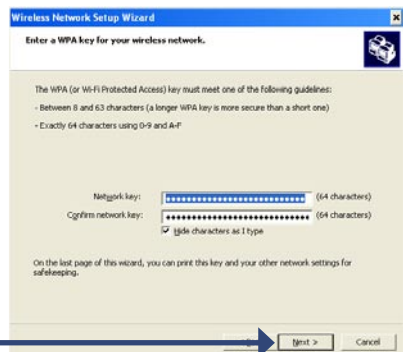 Wireless Network Setup Wizard
Enter a WPA key for your wireless network.
The WPA (or Wi-Fi Protected Access) key must meet one of the following guidelines:
- Between 8 and 63 characters (a longer WPA key is more secure than a short one)
- Exactly 64 characters using 0-9 and A-F
Network key: (64 characters)
Confirm network key: (64 characters)
Hide characters as I type
On the last page of this wizard, you can print this key and your other network settings for
safekeeping.
Next > Cancel